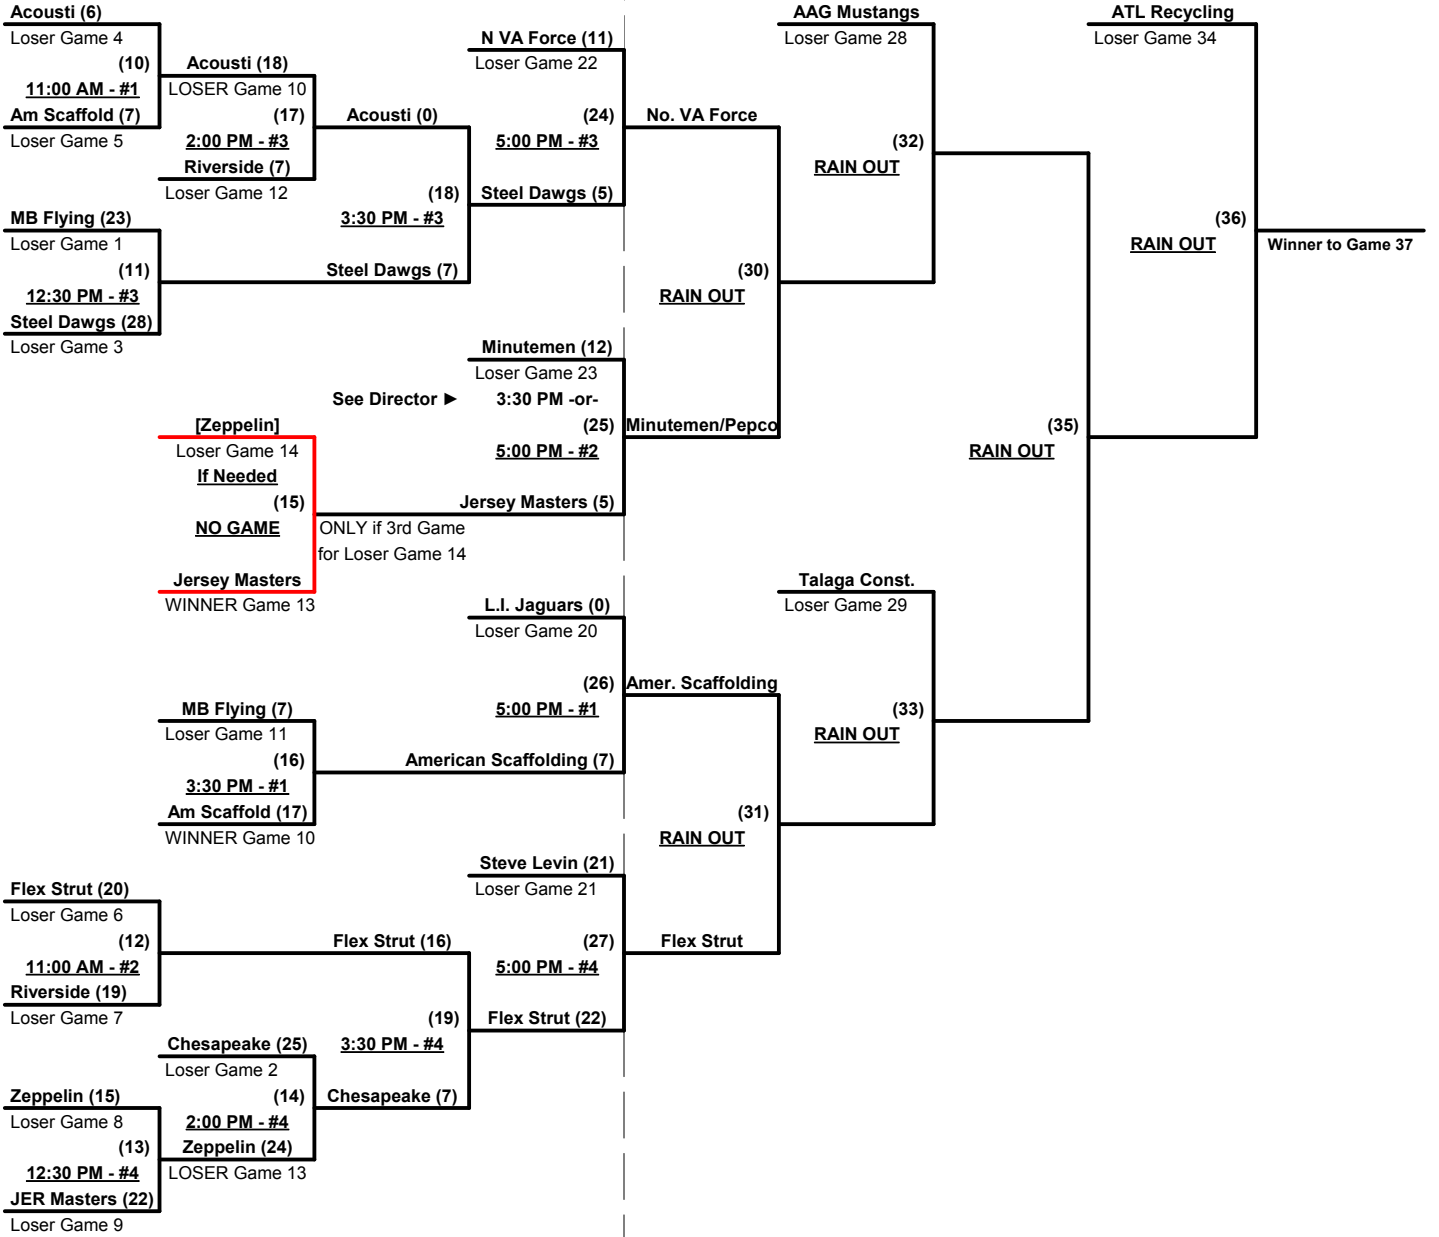 Acousti (6)
Loser Game 4
(10)
11:00 AM - #1
Am Scaffold (7)
Loser Game 5
Acousti (18)
LOSER Game 10
(17)
2:00 PM - #3
Riverside (7)
Loser Game 12
Acousti (0)
(18)
3:30 PM - #3
Steel Dawgs (7)
MB Flying (23)
Loser Game 1
(11)
12:30 PM - #3
Steel Dawgs (28)
Loser Game 3
N VA Force (11)
Loser Game 22
(24)
5:00 PM - #3
Steel Dawgs (5)
No. VA Force
(30)
RAIN OUT
AAG Mustangs
Loser Game 28
(32)
RAIN OUT
ATL Recycling
Loser Game 34
(36)
RAIN OUT
Winner to Game 37
Minutemen (12)
Loser Game 23
See Director ►
3:30 PM -or-
(25)
5:00 PM - #2
Minutemen/Pepco
Jersey Masters (5)
[Zeppelin]
Loser Game 14
If Needed
(15)
NO GAME
ONLY if 3rd Game
for Loser Game 14
Jersey Masters
WINNER Game 13
(35)
RAIN OUT
L.I. Jaguars (0)
Loser Game 20
(26)
5:00 PM - #1
Amer. Scaffolding
American Scaffolding (7)
MB Flying (7)
Loser Game 11
(16)
3:30 PM - #1
Am Scaffold (17)
WINNER Game 10
Talaga Const.
Loser Game 29
(33)
RAIN OUT
(31)
RAIN OUT
Steve Levin (21)
Loser Game 21
(27)
5:00 PM - #4
Flex Strut
Flex Strut (22)
Flex Strut (20)
Loser Game 6
(12)
11:00 AM - #2
Riverside (19)
Loser Game 7
Flex Strut (16)
(19)
3:30 PM - #4
Chesapeake (7)
Chesapeake (25)
Loser Game 2
(14)
2:00 PM - #4
Zeppelin (24)
LOSER Game 13
Zeppelin (15)
Loser Game 8
(13)
12:30 PM - #4
JER Masters (22)
Loser Game 9